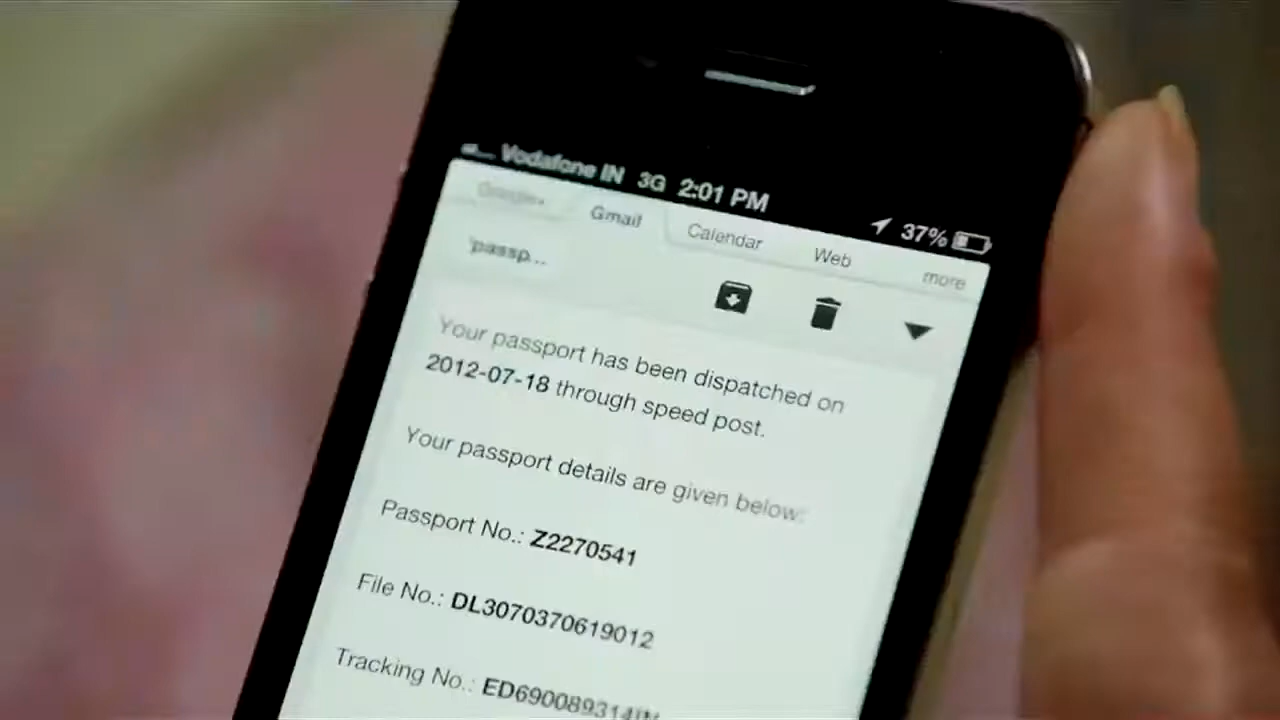 Vodafone IN 3G 2:01 PM 37%
Google+ Gmail Calendar Web more
'passp...
Your passport has been dispatched on
2012-07-18 through speed post.
Your passport details are given below:
Passport No.: Z2270541
File No.: DL3070370619012
Tracking No.: ED690089314IN